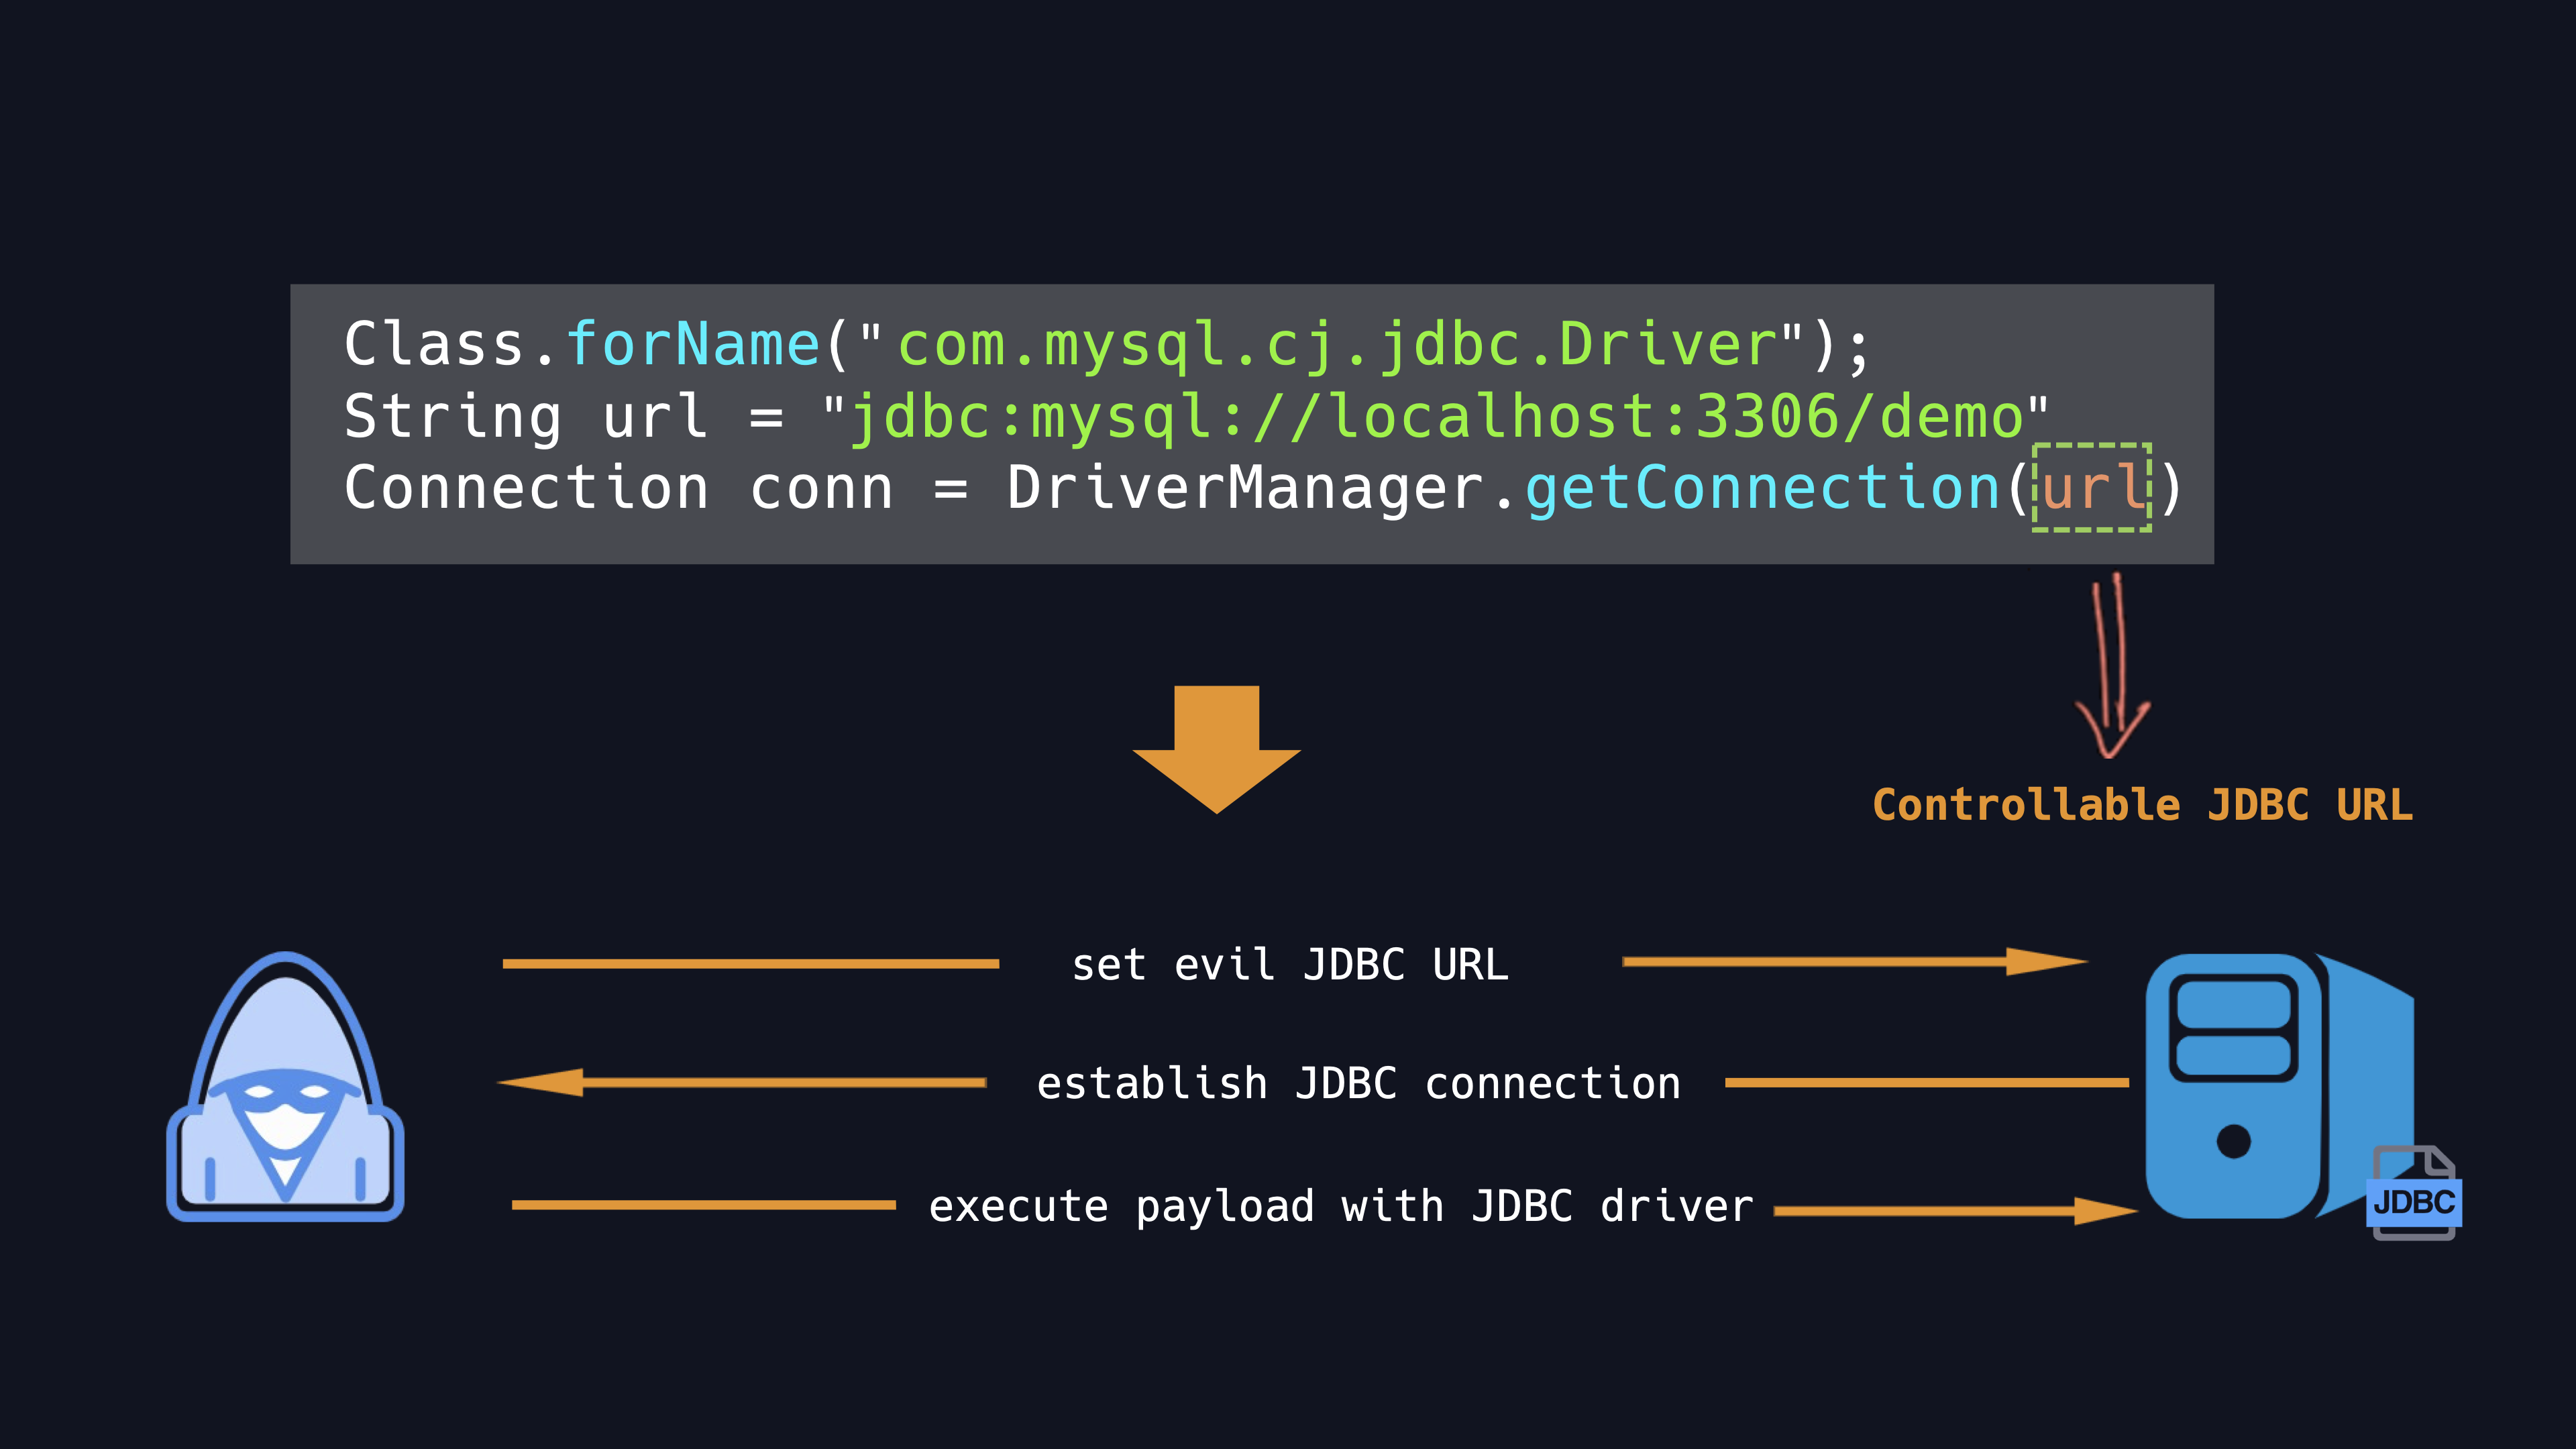 Class.forName("com.mysql.cj.jdbc.Driver");
String url = "jdbc:mysql://localhost:3306/demo"
Connection conn = DriverManager.getConnection(url)
Controllable JDBC URL
set evil JDBC URL
establish JDBC connection
execute payload with JDBC driver
JDBC